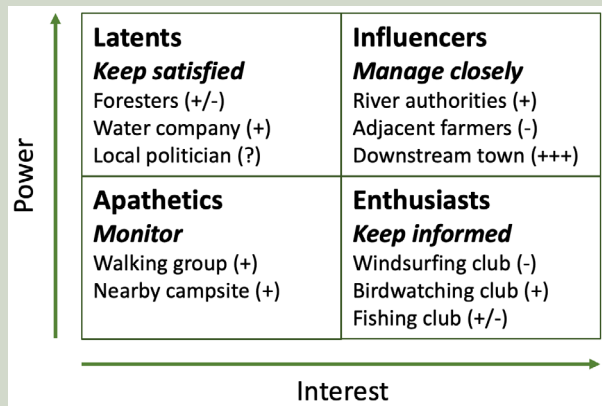 Power
Latents
Keep satisfied
Foresters (+/-)
Water company (+)
Local politician (?)
Influencers
Manage closely
River authorities (+)
Adjacent farmers (-)
Downstream town (+++)
Apathetics
Monitor
Walking group (+)
Nearby campsite (+)
Enthusiasts
Keep informed
Windsurfing club (-)
Birdwatching club (+)
Fishing club (+/-)
Interest